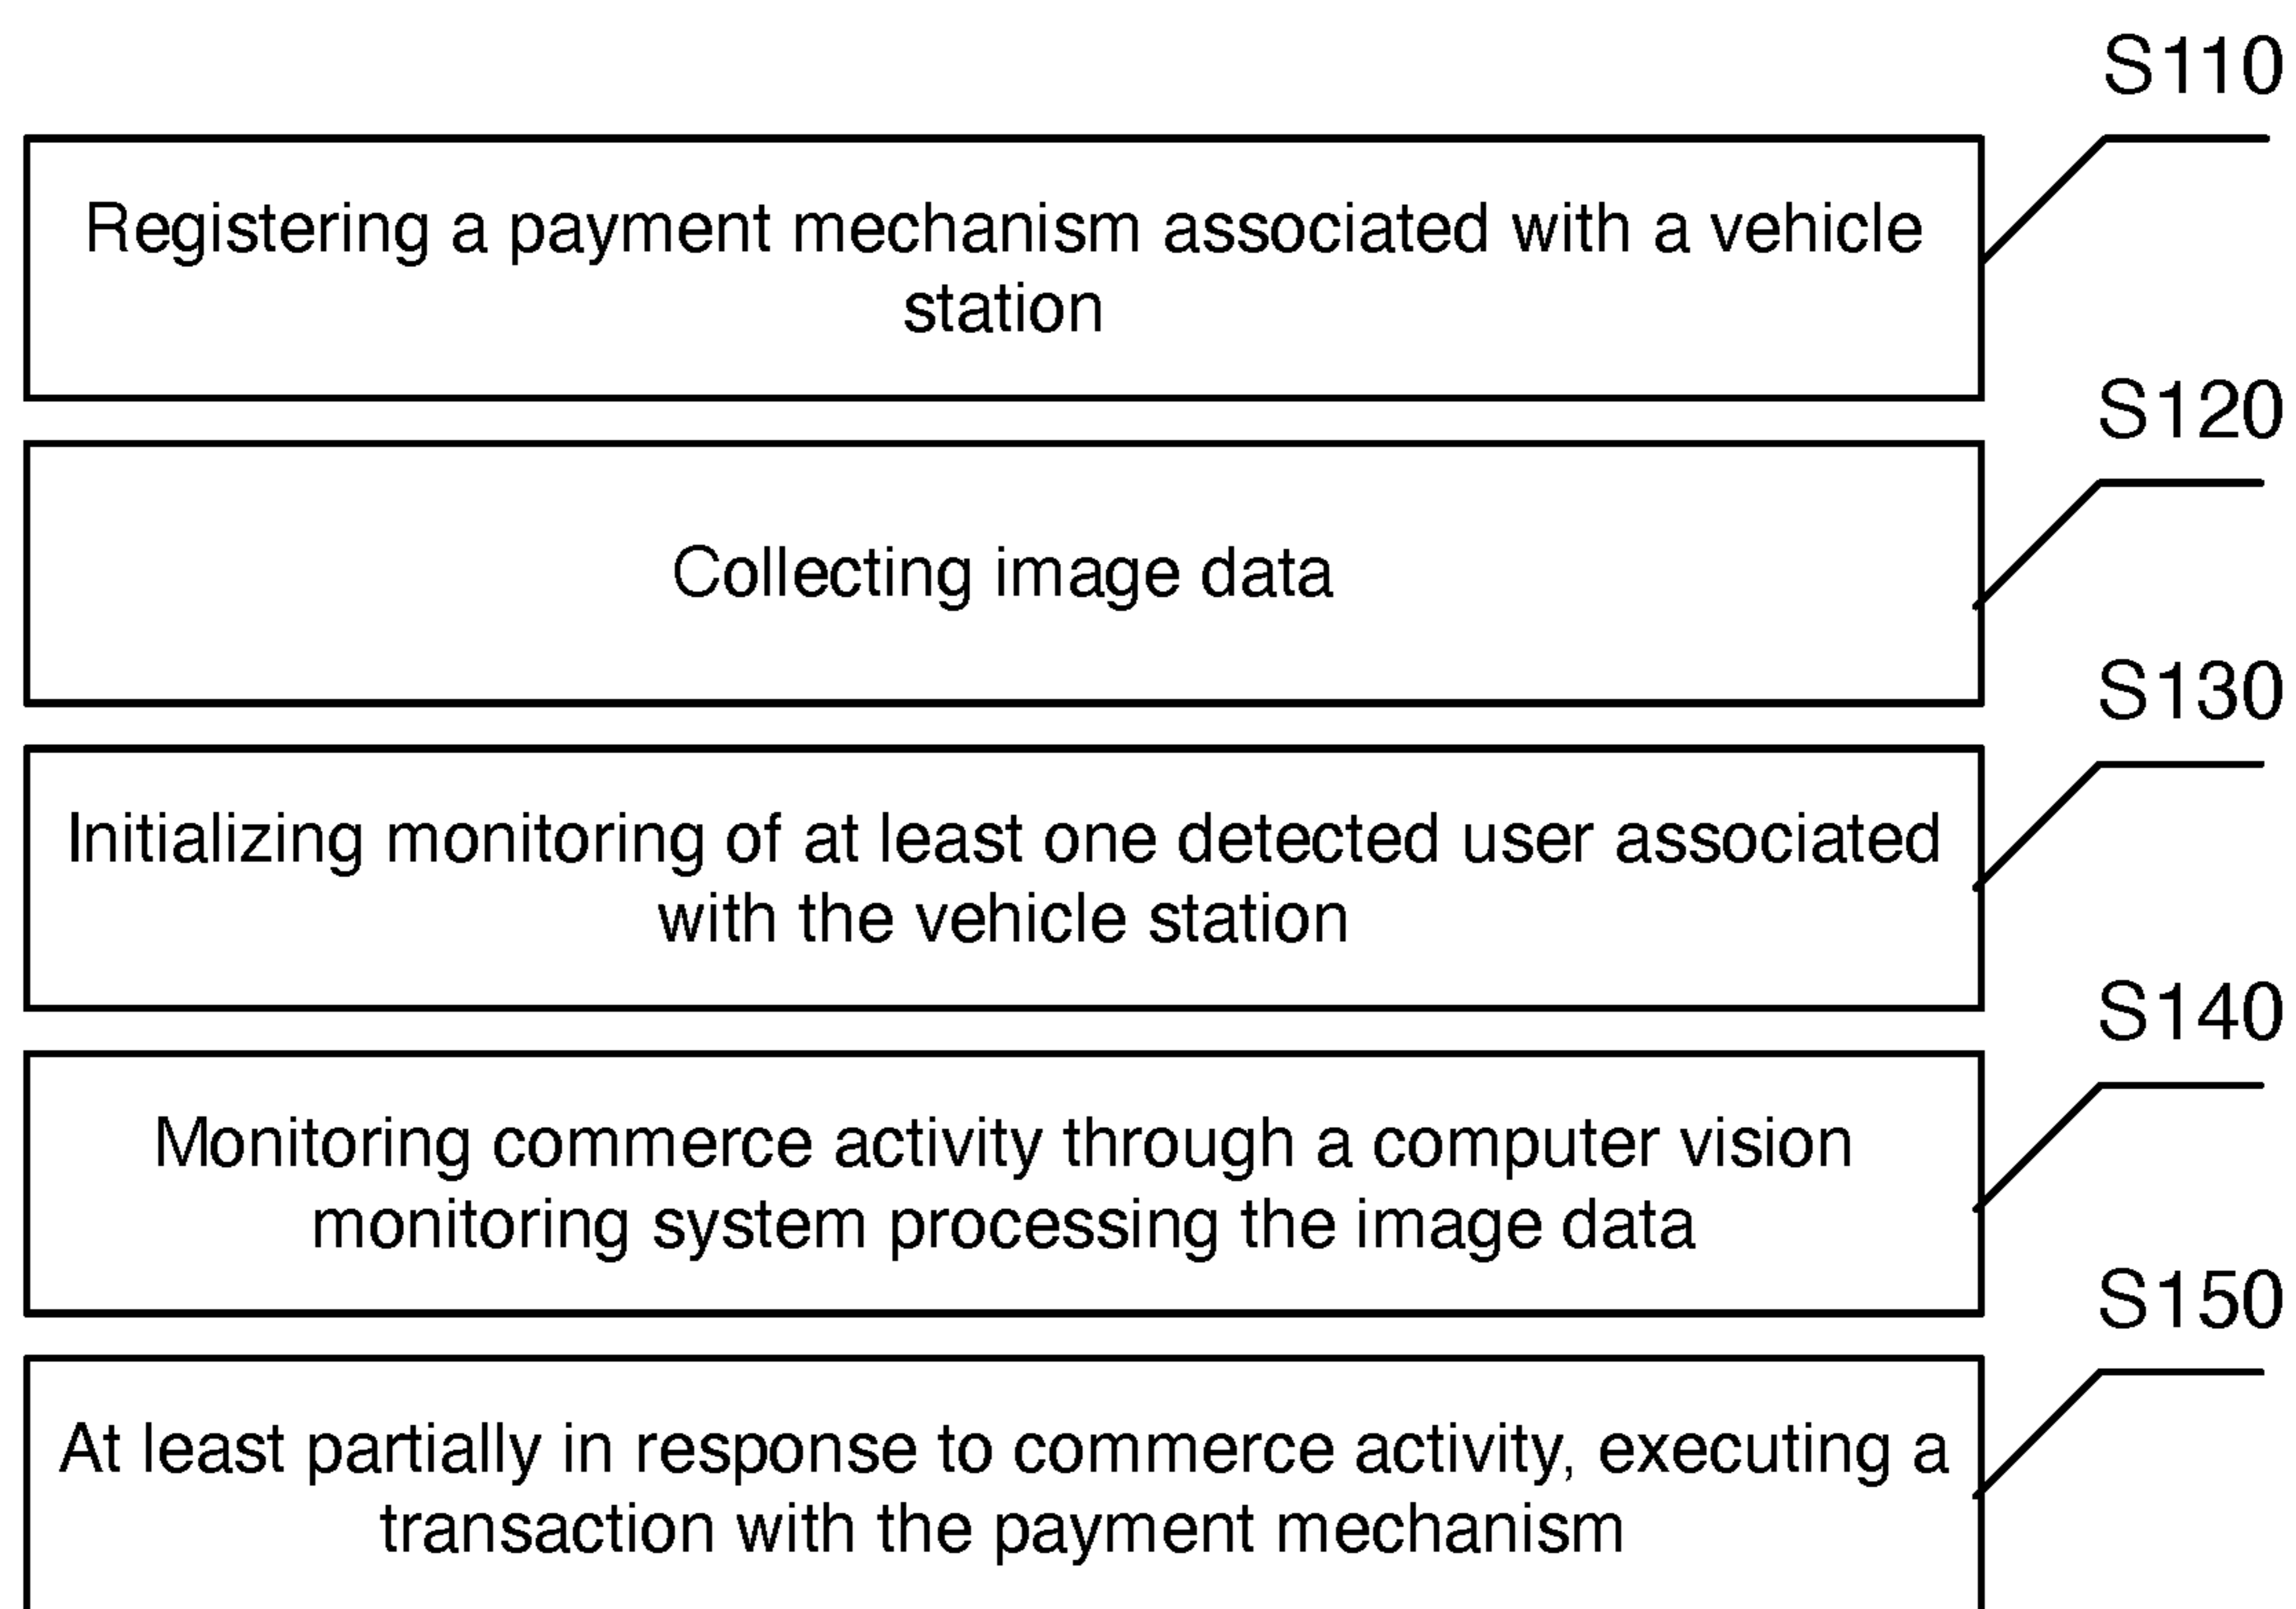 S110
Registering a payment mechanism associated with a vehicle
station
S120
Collecting image data
S130
Initializing monitoring of at least one detected user associated
with the vehicle station
S140
Monitoring commerce activity through a computer vision
monitoring system processing the image data
S150
At least partially in response to commerce activity, executing a
transaction with the payment mechanism